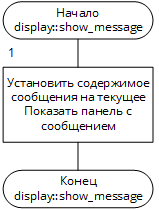 Начало
display::show_message
1
Установить содержимое
сообщения на текущее
Показать панель с
сообщением
Конец
display::show_message